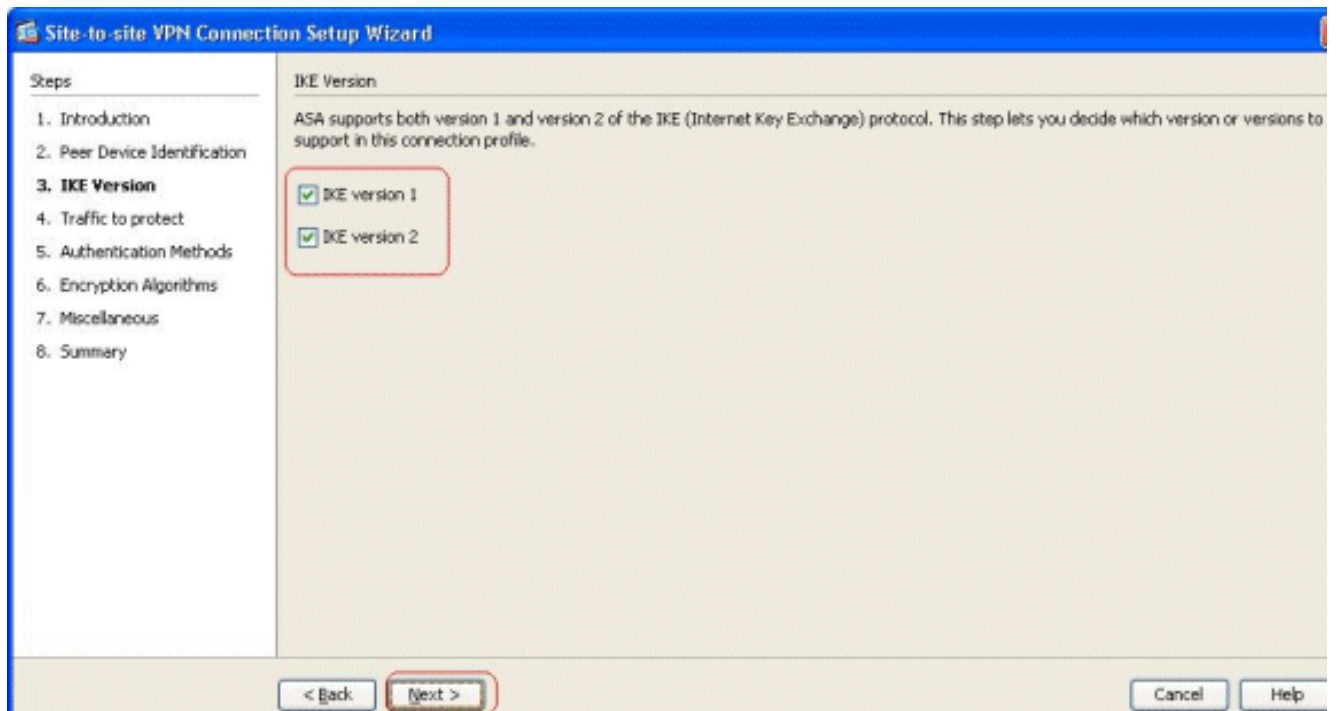 Site-to-site VPN Connection Setup Wizard
Steps
1. Introduction
2. Peer Device Identification
3. IKE Version
4. Traffic to protect
5. Authentication Methods
6. Encryption Algorithms
7. Miscellaneous
8. Summary
IKE Version
ASA supports both version 1 and version 2 of the IKE (Internet Key Exchange) protocol. This step lets you decide which version or versions to
support in this connection profile.
IKE version 1
IKE version 2
< Back
Next >
Cancel
Help